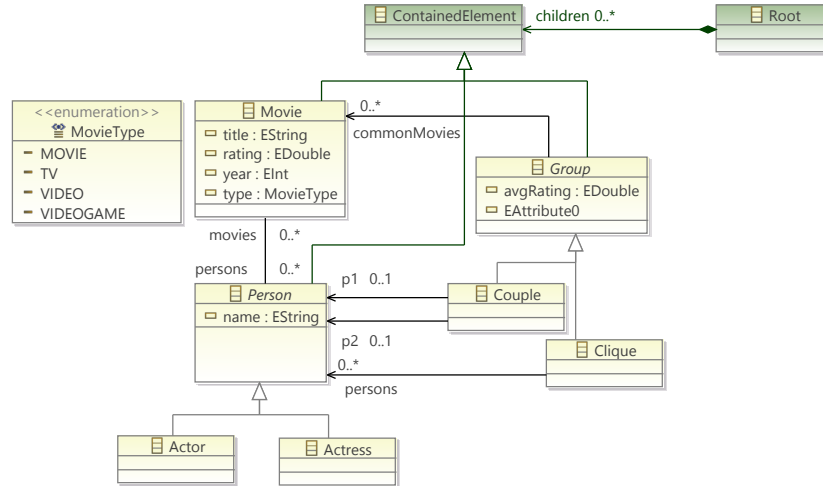 ContainedElement
children 0..*
Root
<<enumeration>>
MovieType
MOVIE
TV
VIDEO
VIDEOGAME
Movie
title : EString
rating : EDouble
year : EInt
type : MovieType
0..*
commonMovies
Group
avgRating : EDouble
EAttribute0
movies 0..*
persons 0..*
Person
name : EString
p1 0..1
Couple
p2 0..1
0..*
persons
Clique
Actor
Actress